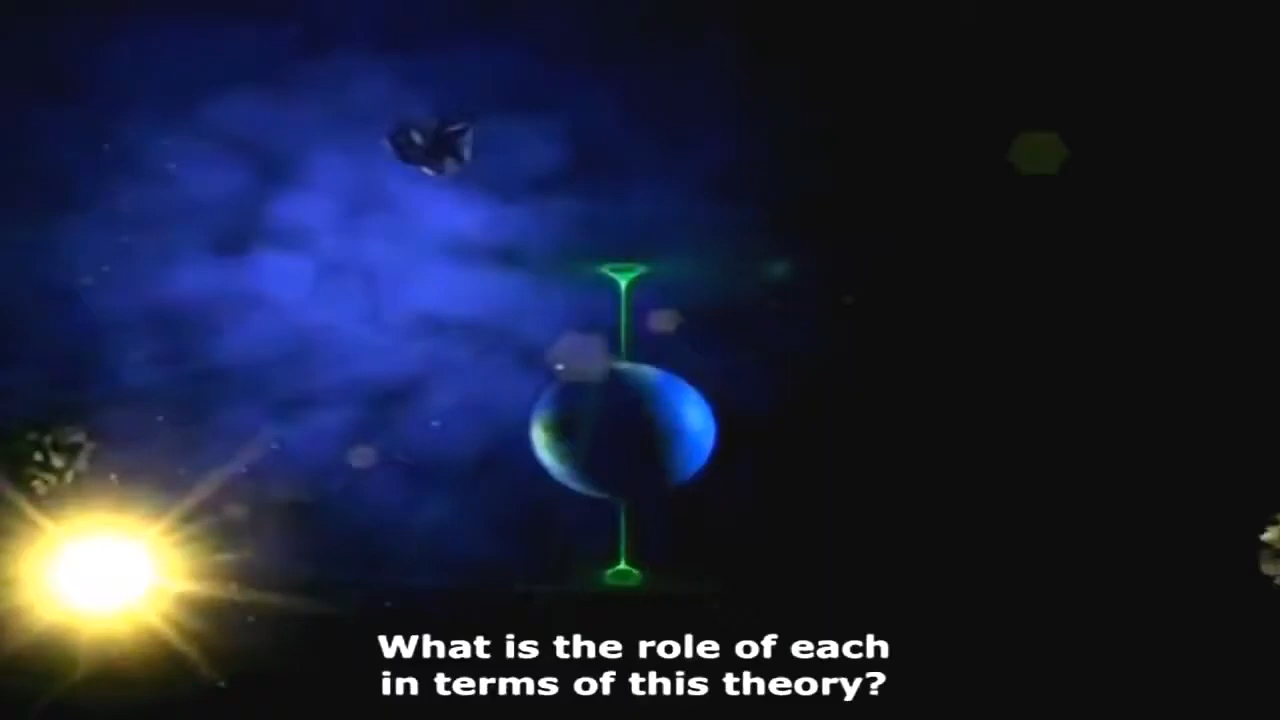 What is the role of each
in terms of this theory?